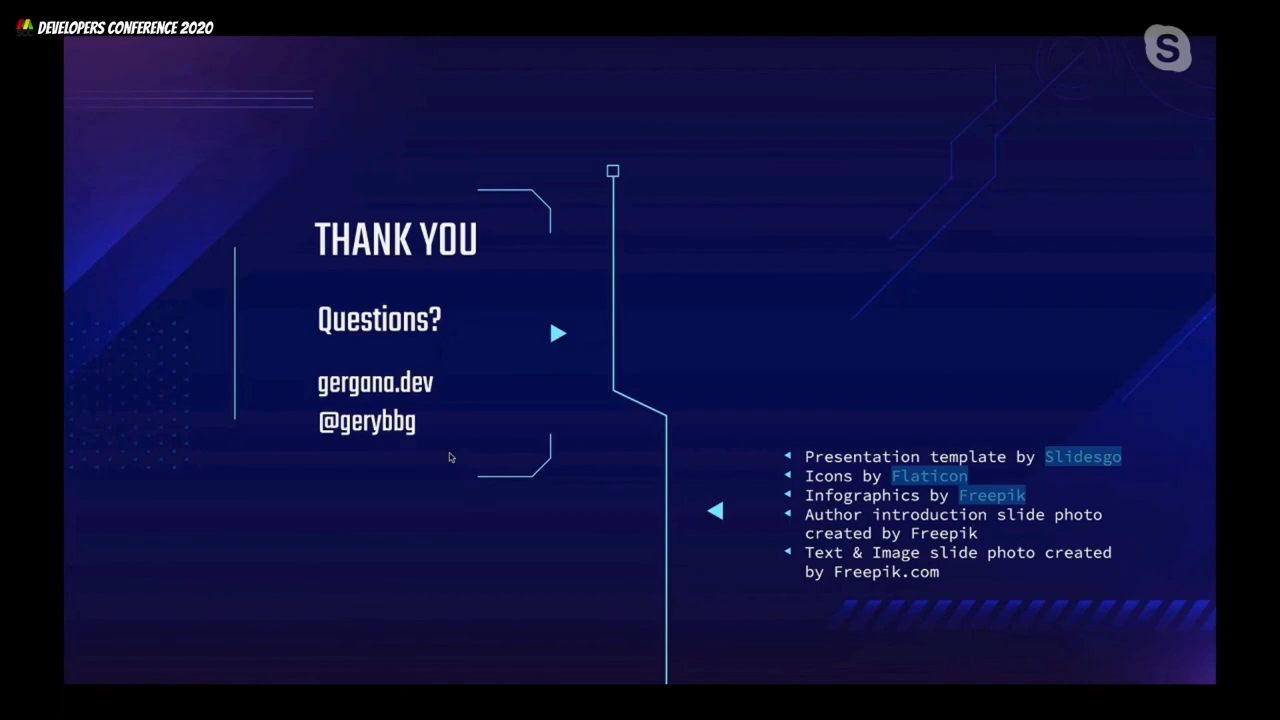 DEVELOPERS CONFERENCE 2020
S
THANK YOU
Questions?
gergana.dev
@gerybbg
Presentation template by Slidesgo
Icons by Flaticon
Infographics by Freepik
Author introduction slide photo
created by Freepik
Text & Image slide photo created
by Freepik.com